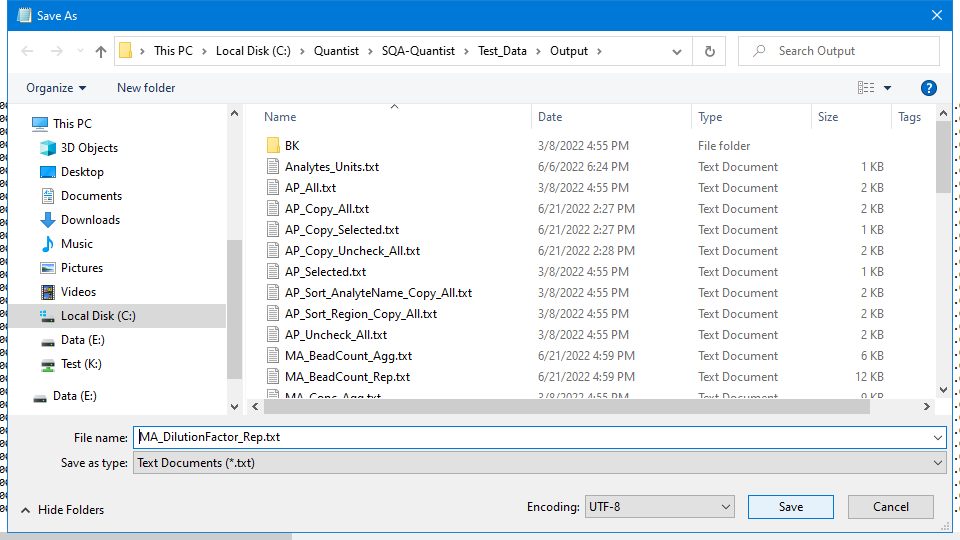 Save As
This PC > Local Disk (C:) > Quantist > SQA-Quantist > Test_Data > Output >
Search Output
Organize
New folder
This PC
3D Objects
Desktop
Documents
Downloads
Music
Pictures
Videos
Local Disk (C:)
Data (E:)
Test (K:)
Data (E:)
Name Date Type Size Tags
BK 3/8/2022 4:55 PM File folder
Analytes_Units.txt 6/6/2022 6:24 PM Text Document 1 KB
AP_All.txt 3/8/2022 4:55 PM Text Document 2 KB
AP_Copy_All.txt 6/21/2022 2:27 PM Text Document 2 KB
AP_Copy_Selected.txt 6/21/2022 2:27 PM Text Document 1 KB
AP_Copy_Uncheck_All.txt 6/21/2022 2:28 PM Text Document 2 KB
AP_Selected.txt 3/8/2022 4:55 PM Text Document 1 KB
AP_Sort_AnalyteName_Copy_All.txt 3/8/2022 4:55 PM Text Document 2 KB
AP_Sort_Region_Copy_All.txt 3/8/2022 4:55 PM Text Document 2 KB
AP_Uncheck_All.txt 3/8/2022 4:55 PM Text Document 2 KB
MA_BeadCount_Agg.txt 6/21/2022 4:59 PM Text Document 6 KB
MA_BeadCount_Rep.txt 6/21/2022 4:59 PM Text Document 12 KB
MA_Conc_Agg.txt 3/8/2022 4:55 PM Text Document 9 KB
File name: MA_DilutionFactor_Rep.txt
Save as type: Text Documents (*.txt)
Hide Folders
Encoding: UTF-8
Save
Cancel